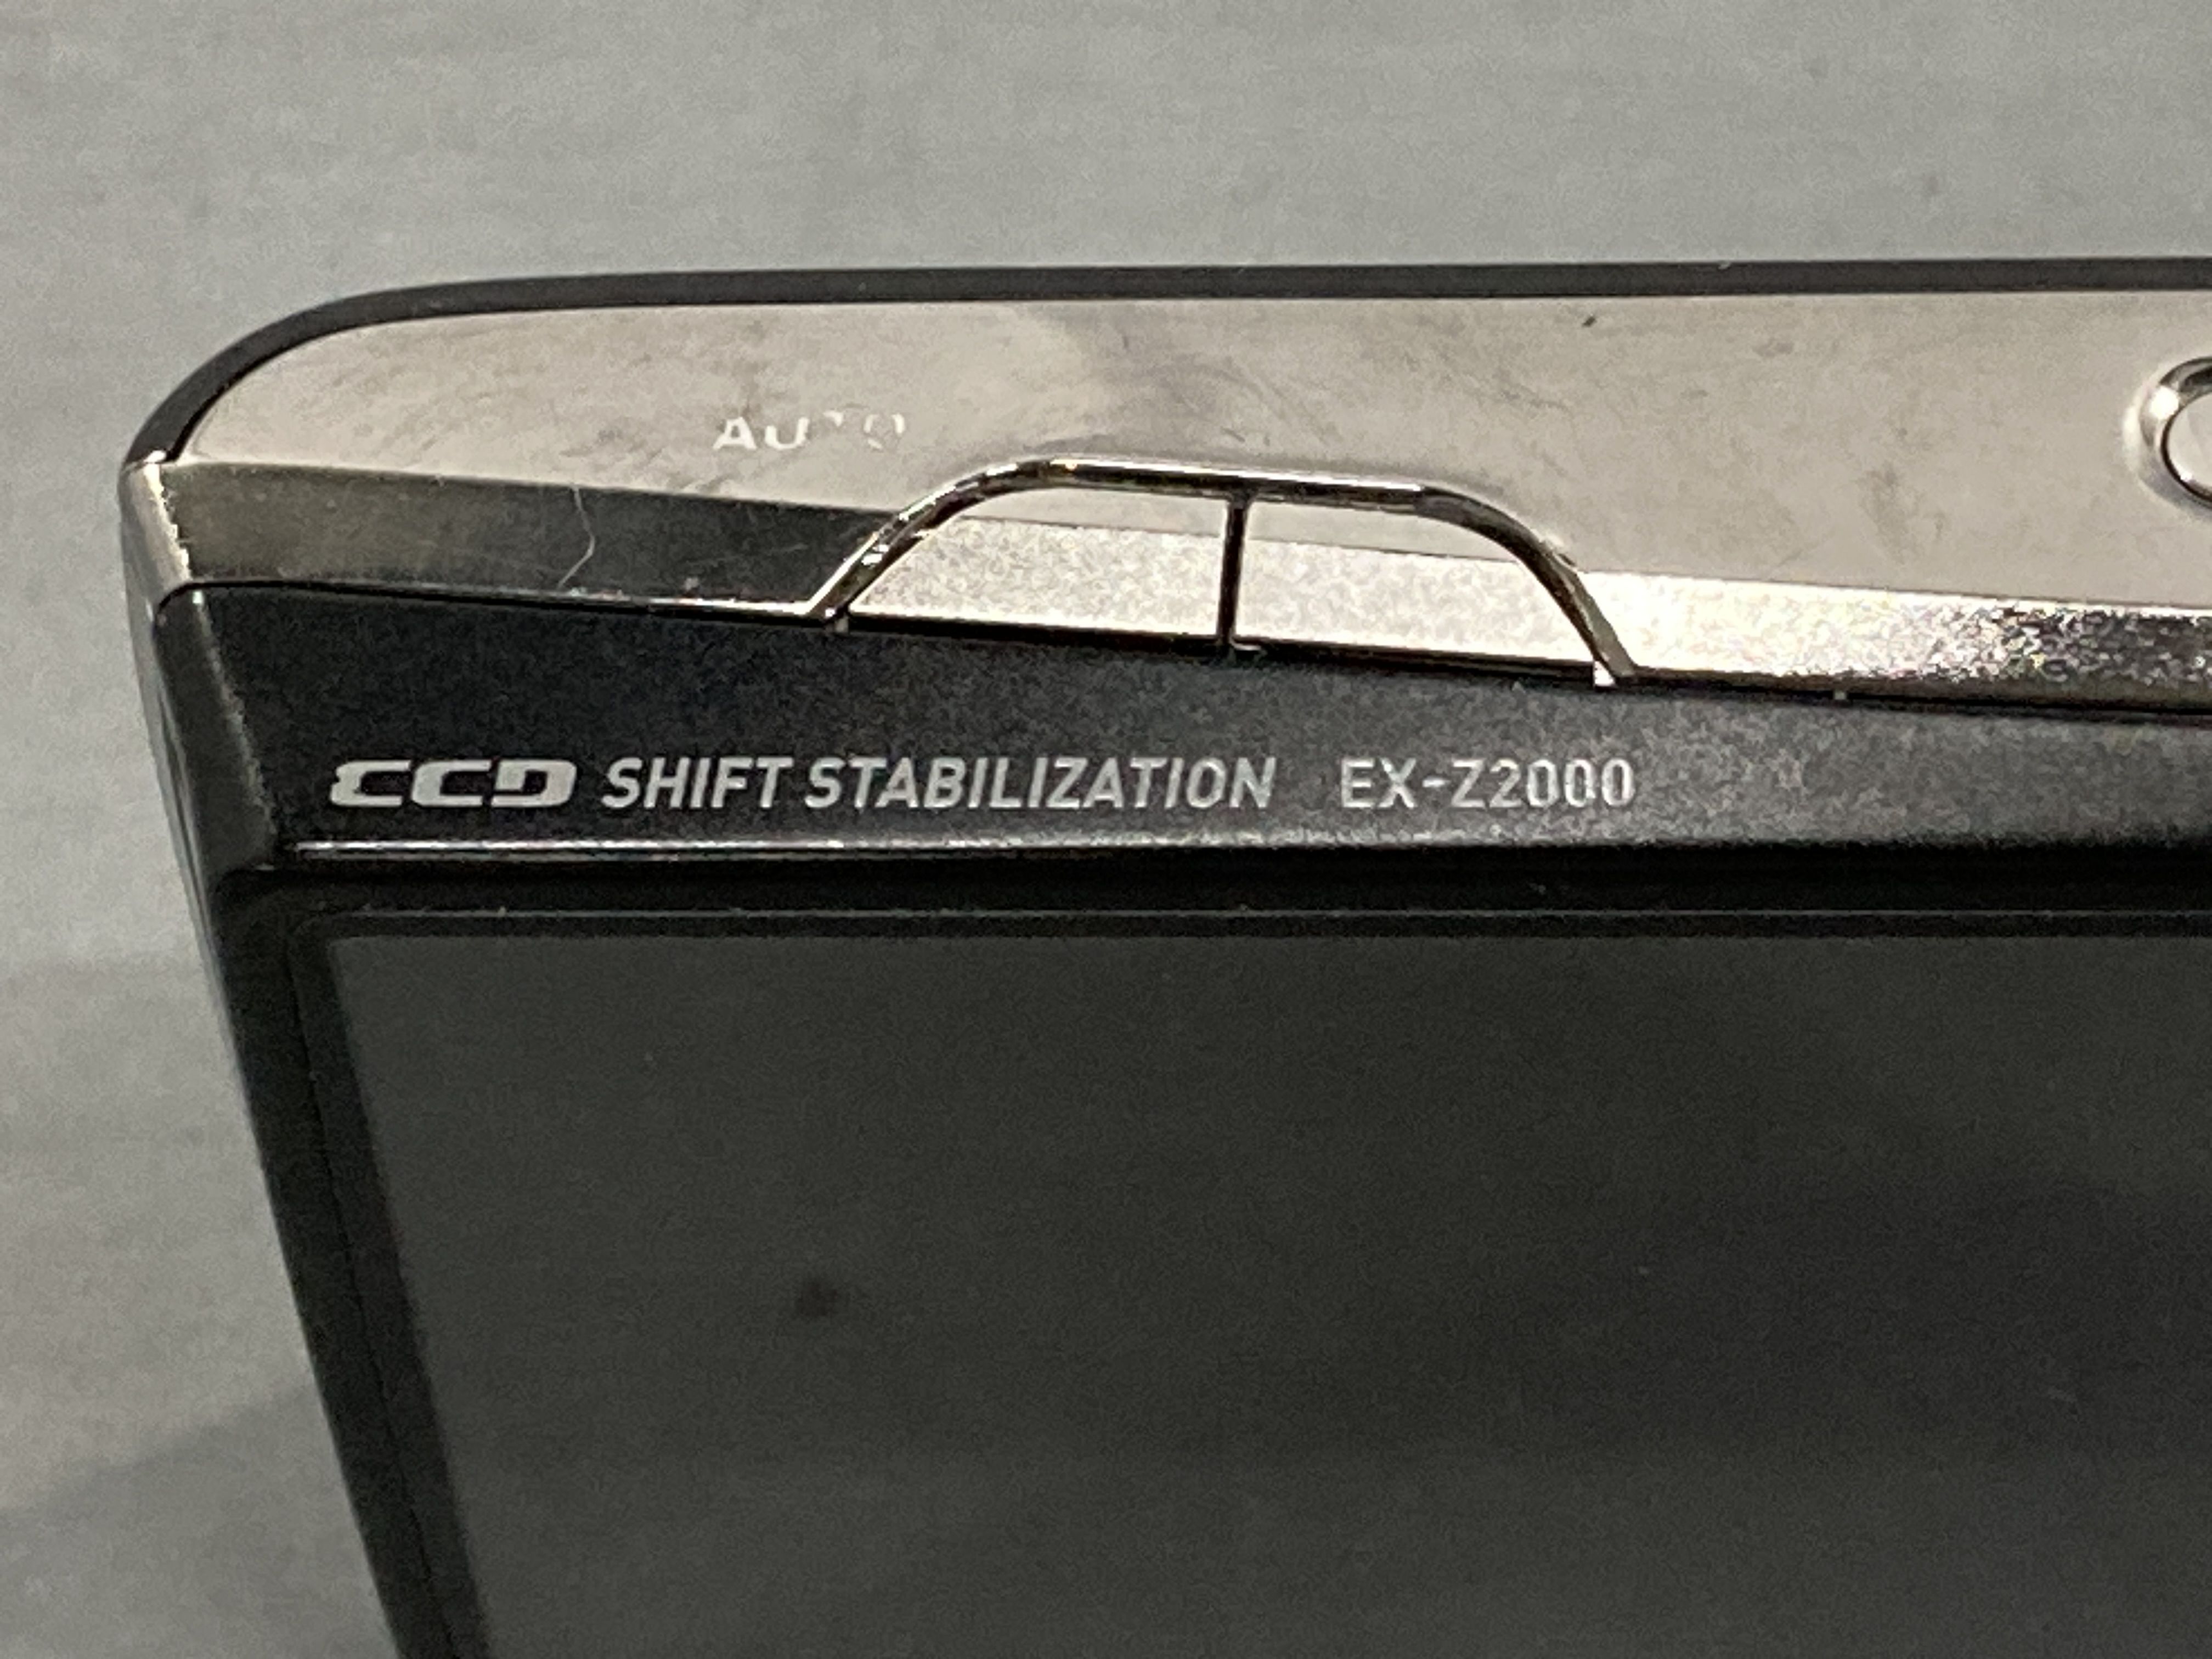 AUTO
CCD SHIFT STABILIZATION EX-Z2000